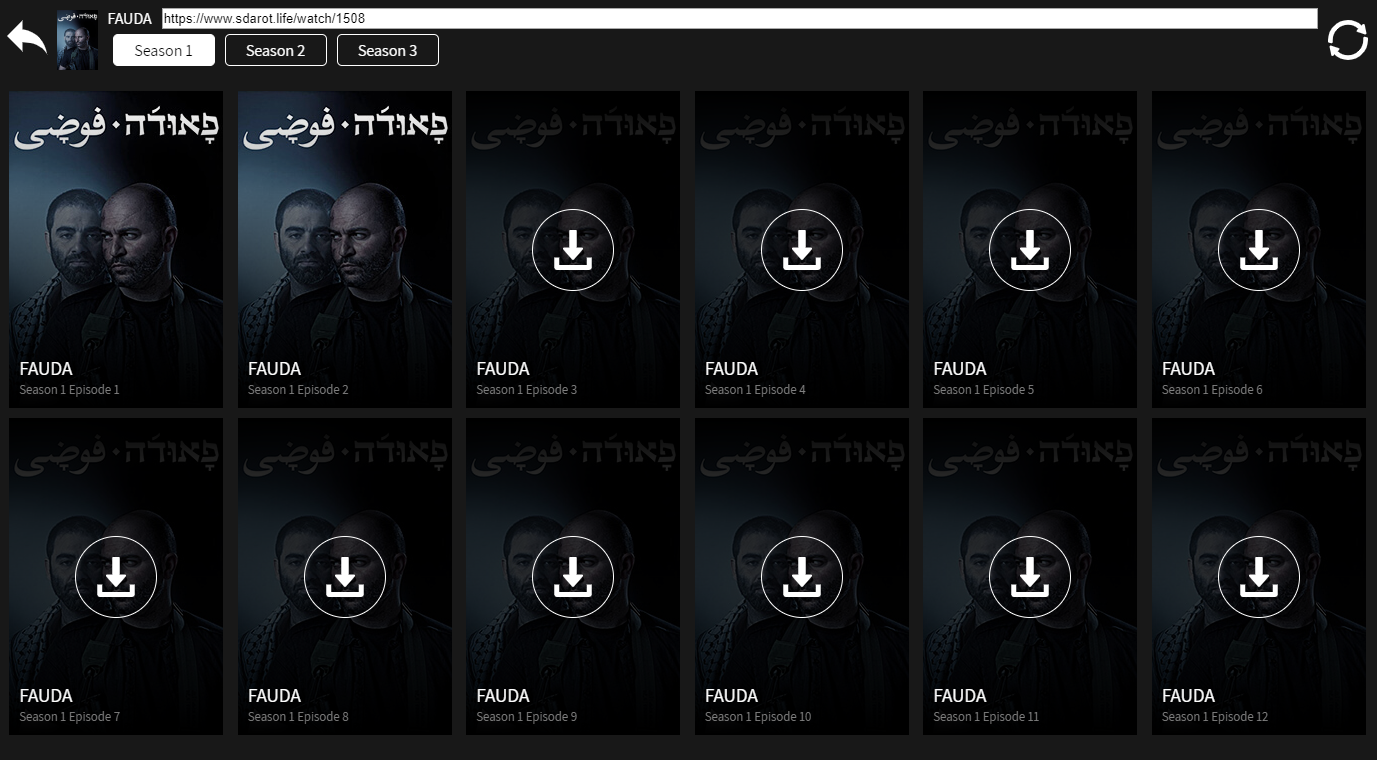 FAUDA
https://www.sdarot.life/watch/1508
פָאוּדָה · فوضى
Season 1
Season 2
Season 3
פָאוּדָה · فوضى
FAUDA
Season 1 Episode 1
פָאוּדָה · فوضى
FAUDA
Season 1 Episode 2
פָאוּדָה · فوضى
FAUDA
Season 1 Episode 3
פָאוּדָה · فوضى
FAUDA
Season 1 Episode 4
פָאוּדָה · فوضى
FAUDA
Season 1 Episode 5
פָאוּדָה · فوضى
FAUDA
Season 1 Episode 6
פָאוּדָה · فوضى
FAUDA
Season 1 Episode 7
פָאוּדָה · فوضى
FAUDA
Season 1 Episode 8
פָאוּדָה · فوضى
FAUDA
Season 1 Episode 9
פָאוּדָה · فوضى
FAUDA
Season 1 Episode 10
פָאוּדָה · فوضى
FAUDA
Season 1 Episode 11
פָאוּדָה · فوضى
FAUDA
Season 1 Episode 12